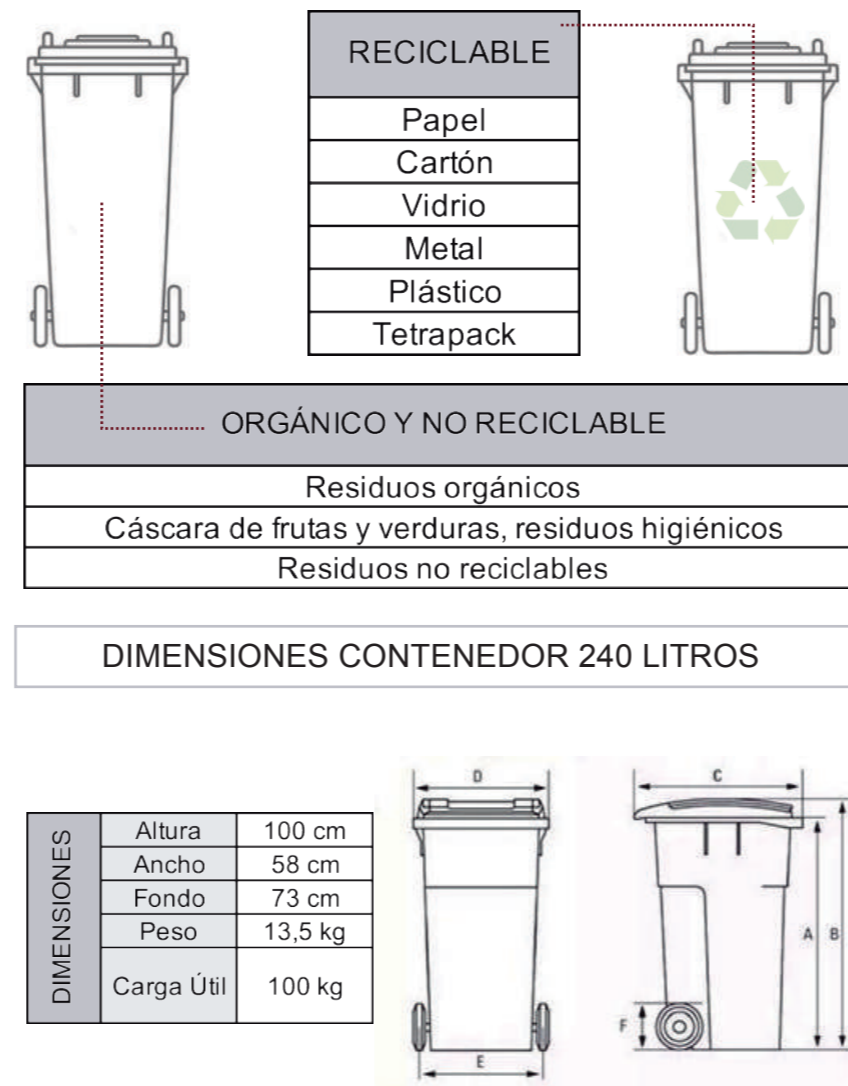 RECICLABLE
Papel
Cartón
Vidrio
Metal
Plástico
Tetrapack
ORGÁNICO Y NO RECICLABLE
Residuos orgánicos
Cáscara de frutas y verduras, residuos higiénicos
Residuos no reciclables
DIMENSIONES CONTENEDOR 240 LITROS
DIMENSIONES
Altura 100 cm
Ancho 58 cm
Fondo 73 cm
Peso 13,5 kg
Carga Útil 100 kg
D
C
A
B
F
E